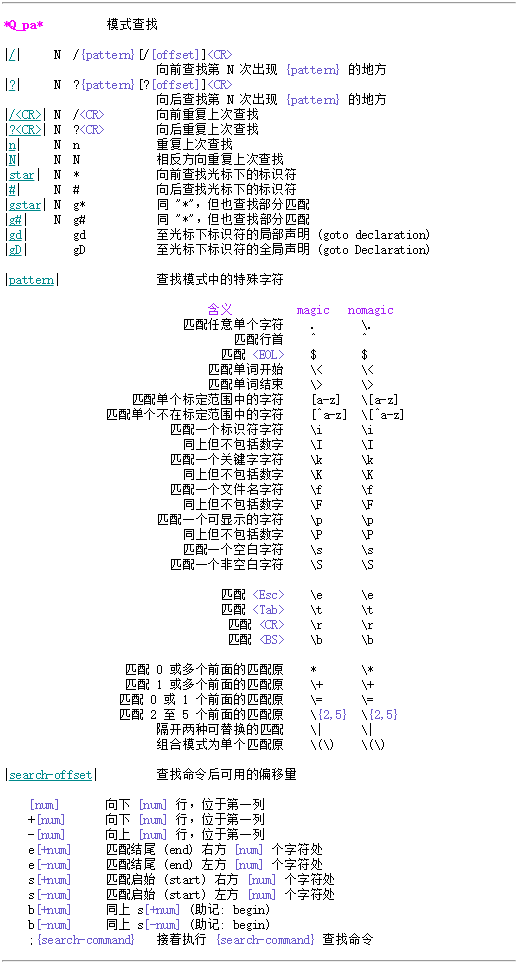 *Q_pa* 模式查找
|/| N /{pattern}[/[offset]]<CR>
向前查找第 N 次出现 {pattern} 的地方
|?| N ?{pattern}[?[offset]]<CR>
向后查找第 N 次出现 {pattern} 的地方
|/<CR>| N /<CR> 向前重复上次查找
|?<CR>| N ?<CR> 向后重复上次查找
|n| N n 重复上次查找
|N| N N 相反方向重复上次查找
|star| N * 向前查找光标下的标识符
|#| N # 向后查找光标下的标识符
|gstar| N g* 同 "*"，但也查找部分匹配
|g#| N g# 同 "*"，但也查找部分匹配
|gd| gd 至光标下标识符的局部声明 (goto declaration)
|gD| gD 至光标下标识符的全局声明 (goto Declaration)
|pattern| 查找模式中的特殊字符
含义 magic nomagic
匹配任意单个字符 . \.
匹配行首 ^ ^
匹配 <EOL> $ $
匹配单词开始 \< \<
匹配单词结束 \> \>
匹配单个标定范围中的字符 [a-z] \[a-z]
匹配单个不在标定范围中的字符 [^a-z] \[^a-z]
匹配一个标识符字符 \i \i
同上但不包括数字 \I \I
匹配一个关键字字符 \k \k
同上但不包括数字 \K \K
匹配一个文件名字符 \f \f
同上但不包括数字 \F \F
匹配一个可显示的字符 \p \p
同上但不包括数字 \P \P
匹配一个空白字符 \s \s
匹配一个非空白字符 \S \S
匹配 <Esc> \e \e
匹配 <Tab> \t \t
匹配 <CR> \r \r
匹配 <BS> \b \b
匹配 0 或多个前面的匹配原 * \*
匹配 1 或多个前面的匹配原 \+ \+
匹配 0 或 1 个前面的匹配原 \= \=
匹配 2 至 5 个前面的匹配原 \{2,5} \{2,5}
隔开两种可替换的匹配 \| \|
组合模式为单个匹配原 \(\) \(\)
|search-offset| 查找命令后可用的偏移量
[num] 向下 [num] 行，位于第一列
+[num] 向下 [num] 行，位于第一列
-[num] 向上 [num] 行，位于第一列
e[+num] 匹配结尾 (end) 右方 [num] 个字符处
e[-num] 匹配结尾 (end) 左方 [num] 个字符处
s[+num] 匹配启始 (start) 右方 [num] 个字符处
s[-num] 匹配启始 (start) 左方 [num] 个字符处
b[+num] 同上 s[+num] (助记: begin)
b[-num] 同上 s[-num] (助记: begin)
;{search-command} 接着执行 {search-command} 查找命令